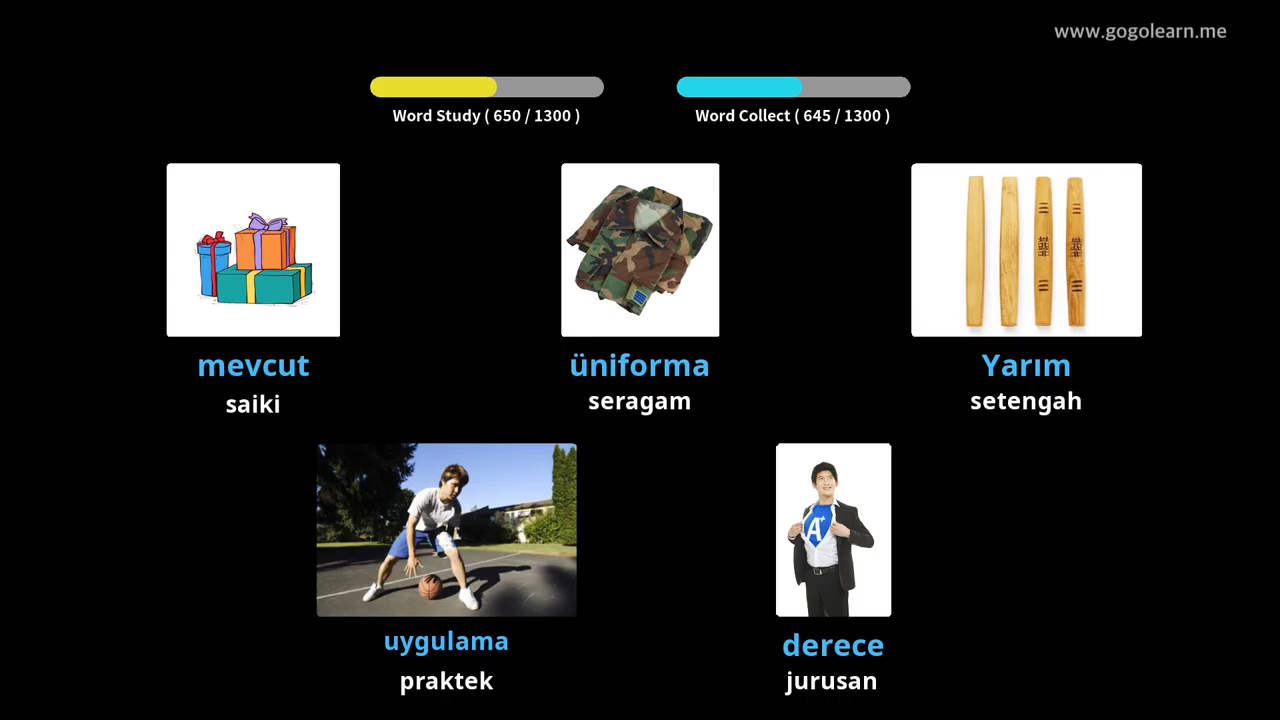 www.gogolearn.me
Word Study ( 650 / 1300 )
Word Collect ( 645 / 1300 )
mevcut
saiki
üniforma
seragam
Yarım
setengah
A+
uygulama
praktek
derece
jurusan